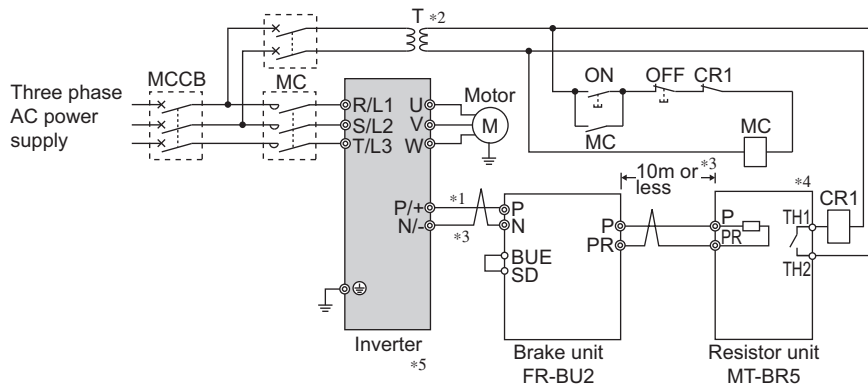 T *2
MCCB
MC
Three phase
AC power
supply
R/L1
S/L2
T/L3
U
V
W
Motor
M
ON
OFF
CR1
MC
MC
P/+
N/-
*1
*3
10m or *3
less
P
N
BUE
SD
P
PR
*4
P
PR
TH1
TH2
CR1
Inverter
*5
Brake unit
FR-BU2
Resistor unit
MT-BR5